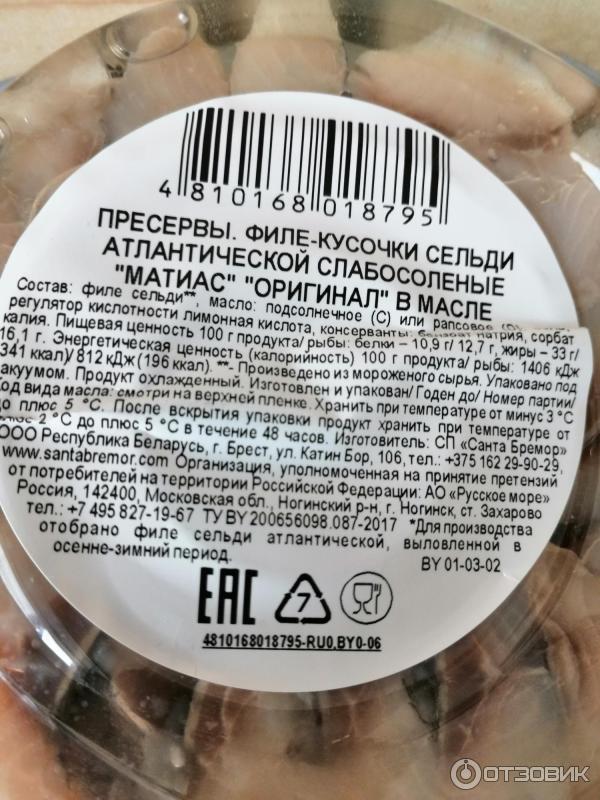 4 810168 018795
ПРЕСЕРВЫ. ФИЛЕ-КУСОЧКИ СЕЛЬДИ
АТЛАНТИЧЕСКОЙ СЛАБОСОЛЕНЫЕ
"МАТИАС" "ОРИГИНАЛ" В МАСЛЕ
Состав: филе сельди**, масло: подсолнечное (С) или рапсовое
регулятор кислотности лимонная кислота, консерванты: бензоат натрия, сорбат
калия. Пищевая ценность 100 г продукта/ рыбы: белки – 10,9 г/ 12,7 г, жиры – 33 г/
16,1 г. Энергетическая ценность (калорийность) 100 г продукта/ рыбы: 1406 кДж
341 ккал)/ 812 кДж (196 ккал). **- Произведено из мороженого сырья. Упаковано под
вакуумом. Продукт охлажденный. Изготовлен и упакован/ Годен до/ Номер партии/
Код вида масла: смотри на верхней пленке. Хранить при температуре от минус 3 °С
до плюс 5 °С. После вскрытия упаковки продукт хранить при температуре от
плюс 2 °С до плюс 5 °С в течение 48 часов. Изготовитель: СП «Санта Бремор»
ООО Республика Беларусь, г. Брест, ул. Катин Бор, 106, тел.: +375 162 29-90-29,
www.santabremor.com Организация, уполномоченная на принятие претензий
от потребителей на территории Российской Федерации: АО «Русское море»
Россия, 142400, Московская обл., Ногинский р-н, г. Ногинск, ст. Захарово
тел.: +7 495 827-19-67 ТУ BY 200656098.087-2017 *Для производства
отобрано филе сельди атлантической, выловленной в
осенне-зимний период. BY 01-03-02
ЕАС 7
4810168018795-RU0,BY0-06
ОТЗОВИК